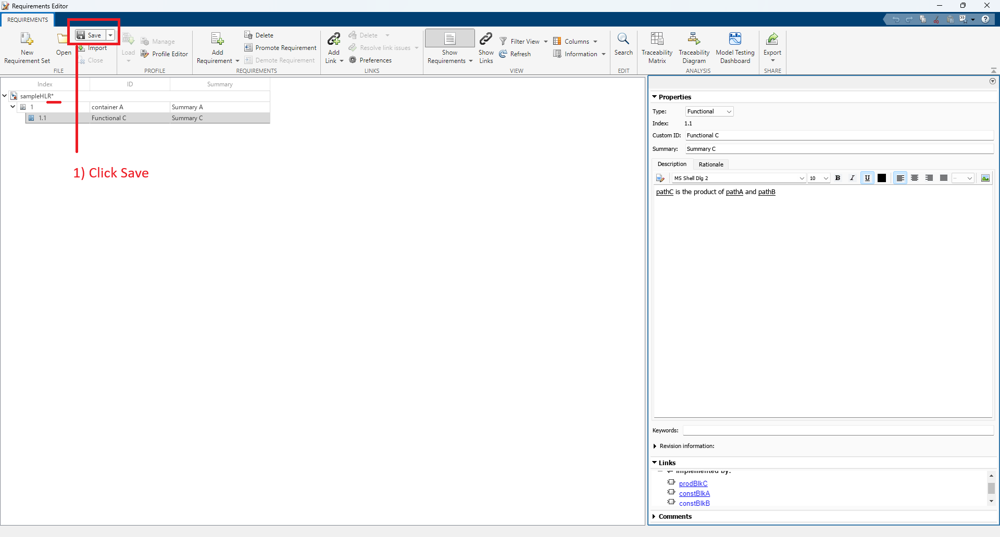 Requirements Editor
REQUIREMENTS
New Requirement Set
Open
Save
Import
Close
FILE
Load
Manage
Profile Editor
PROFILE
Add Requirement
Delete
Promote Requirement
Demote Requirement
REQUIREMENTS
Add Link
Delete
Resolve link issues
Preferences
LINKS
Show Requirements
Show Links
Filter View
Refresh
Columns
Information
VIEW
Search
EDIT
Traceability Matrix
Traceability Diagram
Model Testing Dashboard
ANALYSIS
Export
SHARE
Index ID Summary
sampleHLR*
1 container A Summary A
1.1 Functional C Summary C
1) Click Save
Properties
Type: Functional
Index: 1.1
Custom ID: Functional C
Summary: Summary C
Description Rationale
MS Shell Dlg 2 10 B I U
pathC is the product of pathA and pathB
Keywords:
Revision information:
Links
Implemented by:
prodBlkC
constBlkA
constBlkB
Comments